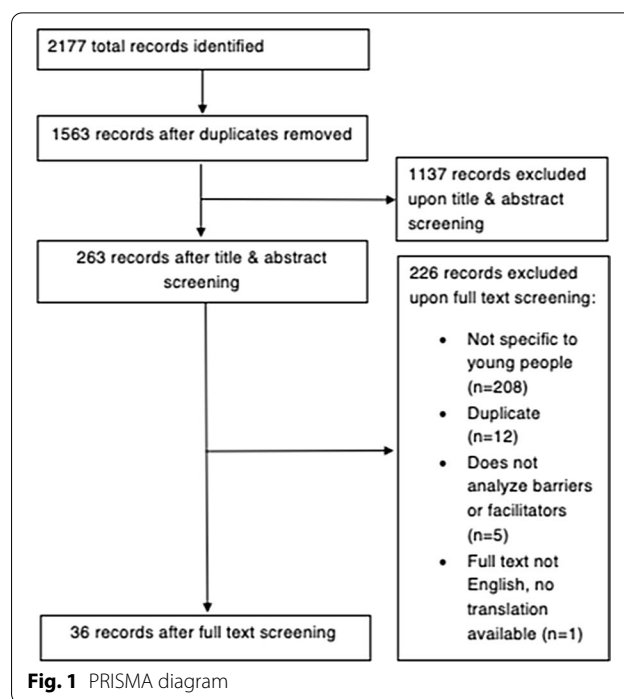 2177 total records identified
1563 records after duplicates removed
1137 records excluded
upon title & abstract
screening
263 records after title & abstract
screening
226 records excluded
upon full text screening:
• Not specific to
young people
(n=208)
• Duplicate
(n=12)
• Does not
analyze barriers
or facilitators
(n=5)
• Full text not
English, no
translation
available (n=1)
36 records after full text screening
Fig. 1 PRISMA diagram